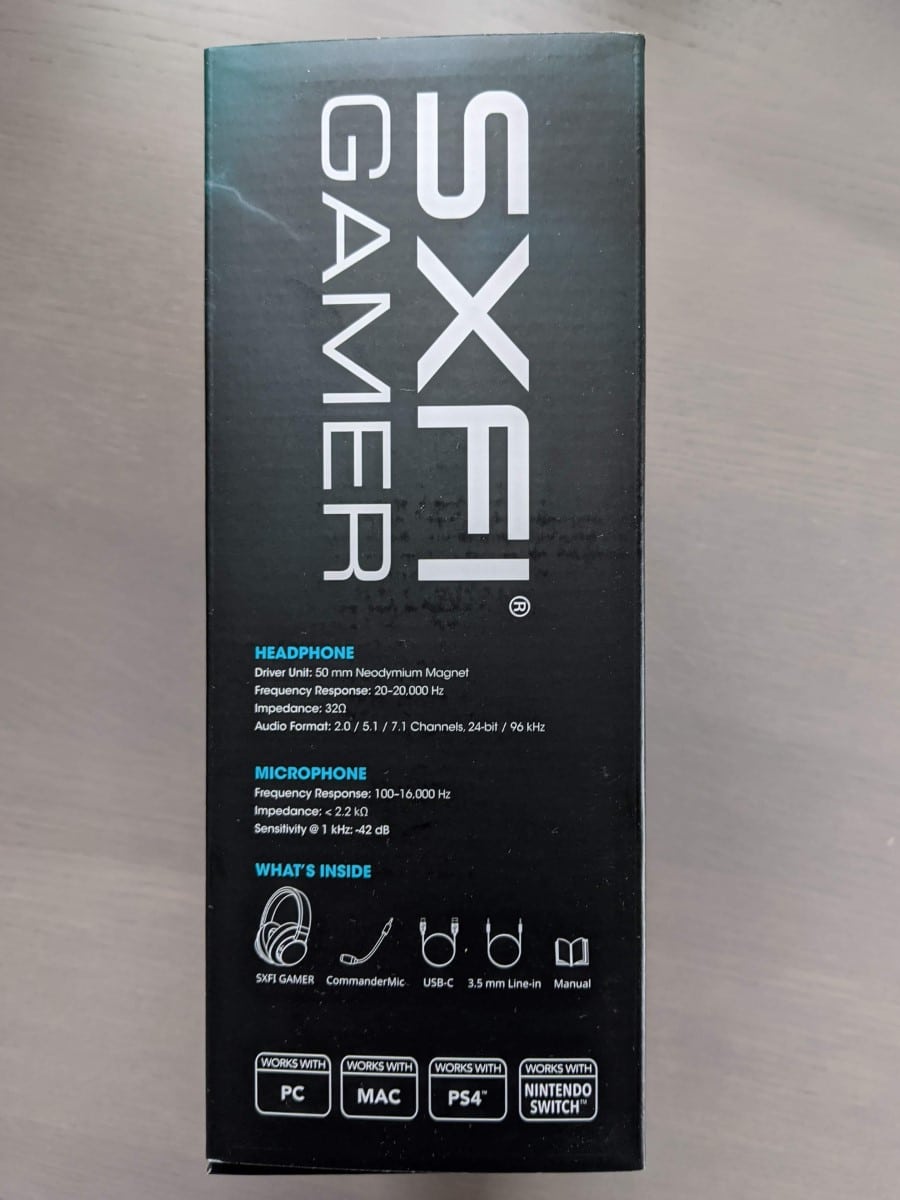 SXFI®
GAMER
HEADPHONE
Driver Unit: 50 mm Neodymium Magnet
Frequency Response: 20–20,000 Hz
Impedance: 32Ω
Audio Format: 2.0 / 5.1 / 7.1 Channels, 24-bit / 96 kHz
MICROPHONE
Frequency Response: 100–16,000 Hz
Impedance: < 2.2 kΩ
Sensitivity @ 1 kHz: -42 dB
WHAT'S INSIDE
SXFI GAMER CommanderMic USB-C 3.5 mm Line-in Manual
WORKS WITH WORKS WITH WORKS WITH WORKS WITH
PC MAC PS4™ NINTENDO
SWITCH™